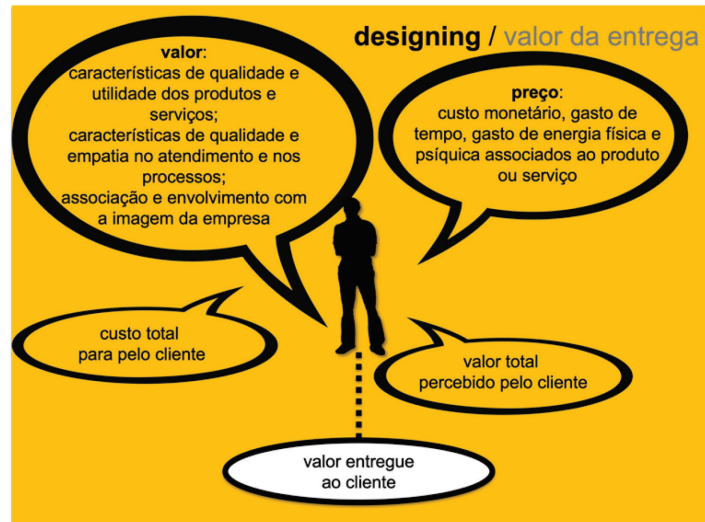 designing / valor da entrega
valor:
características de qualidade e
utilidade dos produtos e
serviços;
características de qualidade e
empatia no atendimento e nos
processos;
associação e envolvimento com
a imagem da empresa
preço:
custo monetário, gasto de
tempo, gasto de energia física e
psíquica associados ao produto
ou serviço
custo total
para pelo cliente
valor total
percebido pelo cliente
valor entregue
ao cliente